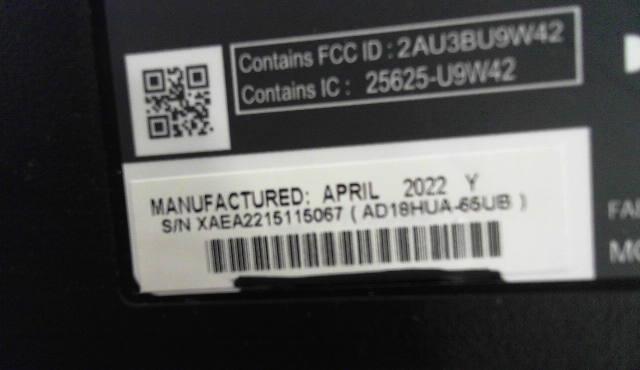 Contains FCC ID : 2AU3BU9W42
Contains IC : 25625-U9W42
MANUFACTURED: APRIL 2022 Y
S/N XAEA2215115067 ( AD18HUA-65UB )